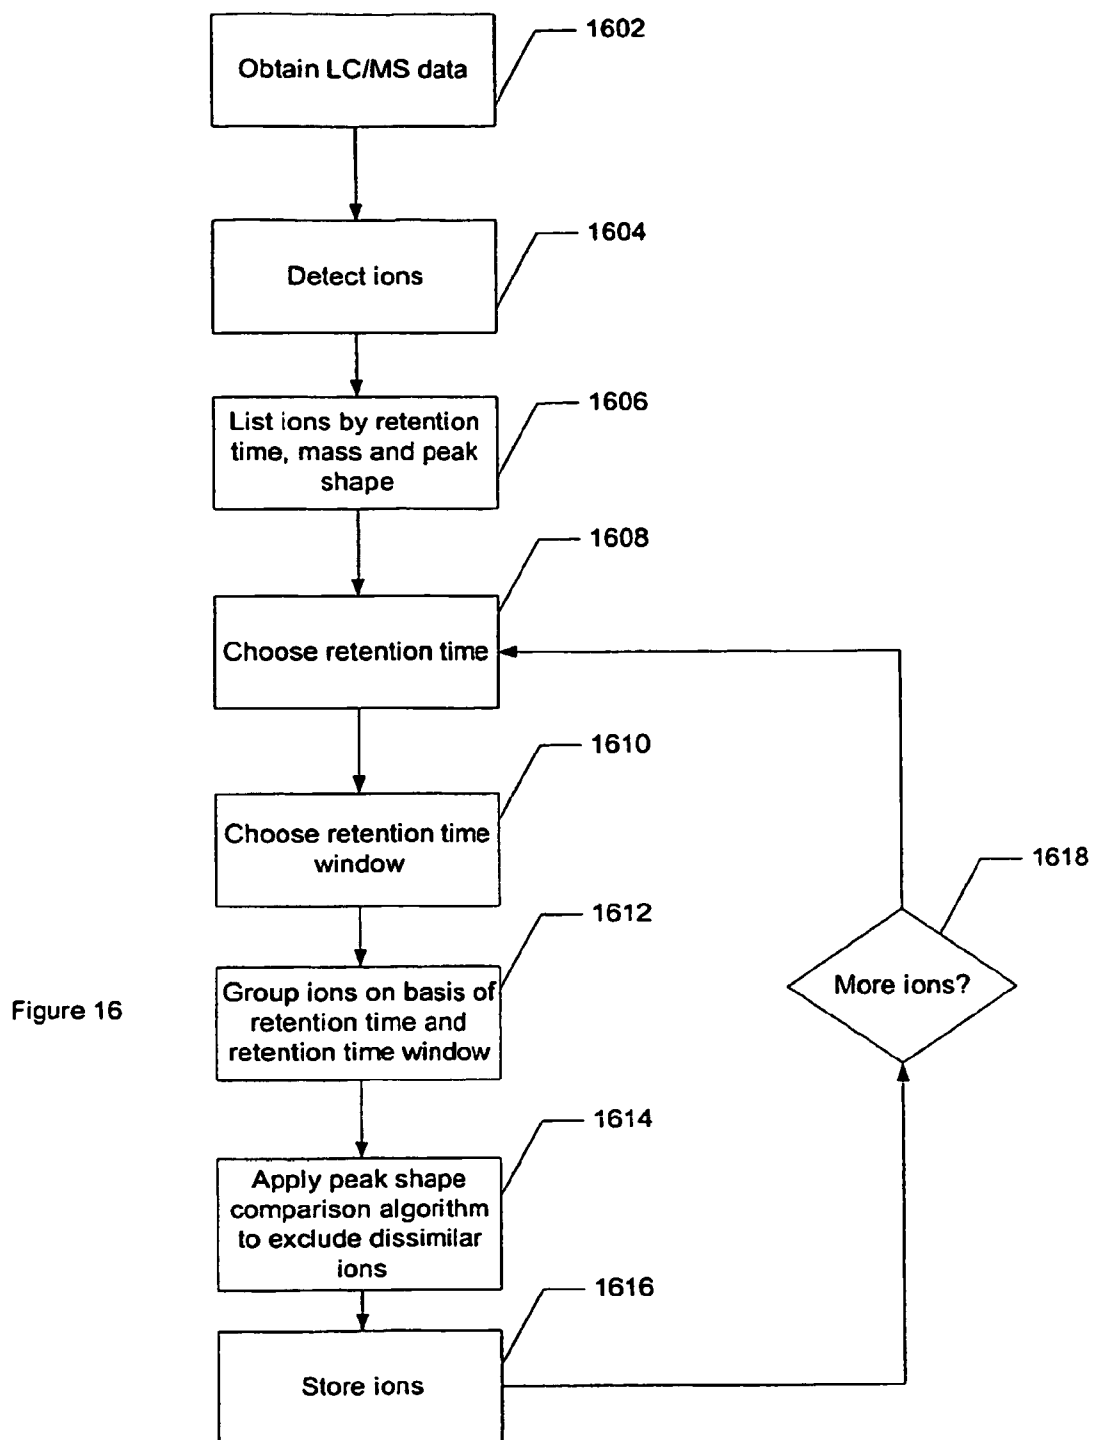 1602
Obtain LC/MS data
1604
Detect ions
1606
List ions by retention
time, mass and peak
shape
1608
Choose retention time
1610
Choose retention time
window
1618
1612
More ions?
Group ions on basis of
retention time and
retention time window
Figure 16
1614
Apply peak shape
comparison algorithm
to exclude dissimilar
ions
1616
Store ions